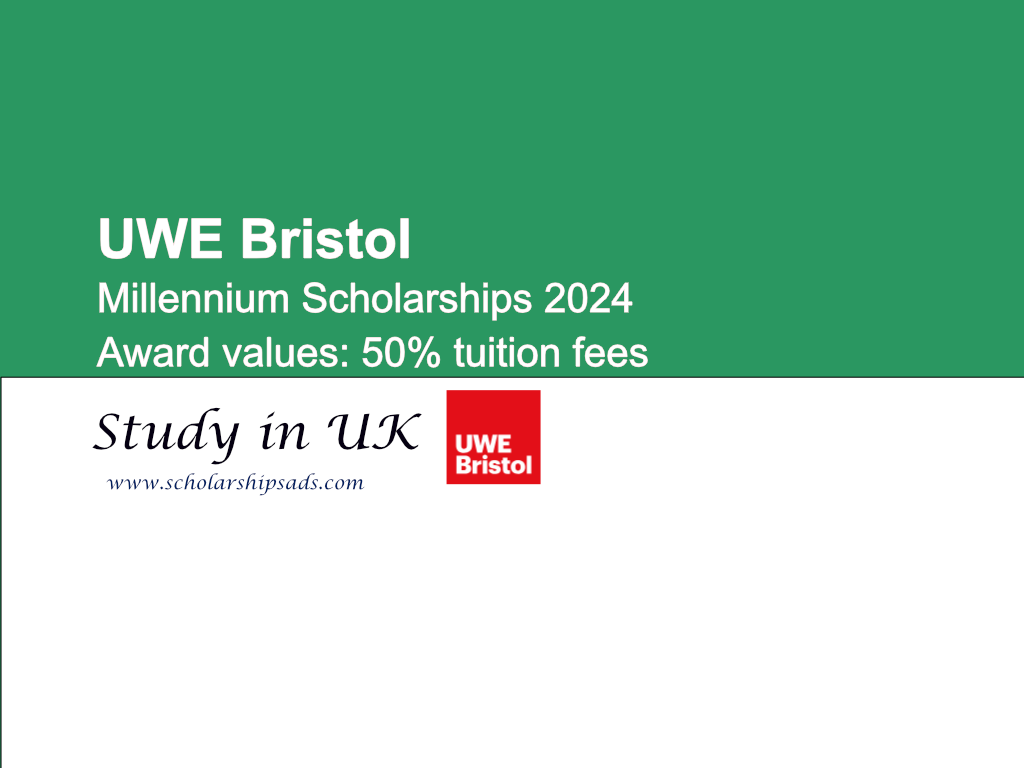 UWE Bristol
Millennium Scholarships 2024
Award values: 50% tuition fees
Study in UK
www.scholarshipsads.com
UWE
Bristol